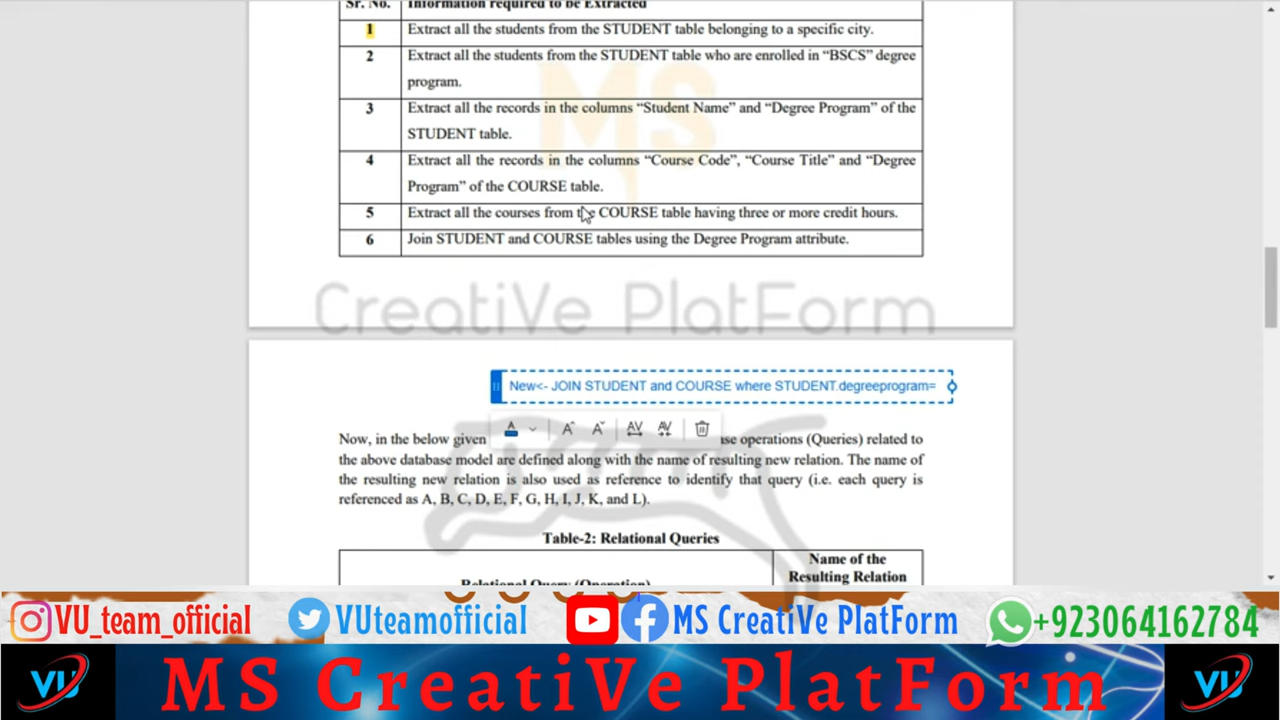 Sr. No. Information required to be Extracted
1 Extract all the students from the STUDENT table belonging to a specific city.
2 Extract all the students from the STUDENT table who are enrolled in “BSCS” degree
program.
3 Extract all the records in the columns “Student Name” and “Degree Program” of the
STUDENT table.
4 Extract all the records in the columns “Course Code”, “Course Title” and “Degree
Program” of the COURSE table.
5 Extract all the courses from the COURSE table having three or more credit hours.
6 Join STUDENT and COURSE tables using the Degree Program attribute.
MS
CreatiVe PlatForm
New<- JOIN STUDENT and COURSE where STUDENT.degreeprogram=
Now, in the below given se operations (Queries) related to
the above database model are defined along with the name of resulting new relation. The name of
the resulting new relation is also used as reference to identify that query (i.e. each query is
referenced as A, B, C, D, E, F, G, H, I, J, K, and L).
Table-2: Relational Queries
Relational Query (Operation)
Name of the
Resulting Relation
VU_team_official VUteamofficial MS CreatiVe PlatForm +923064162784
VU MS CreatiVe PlatForm VU